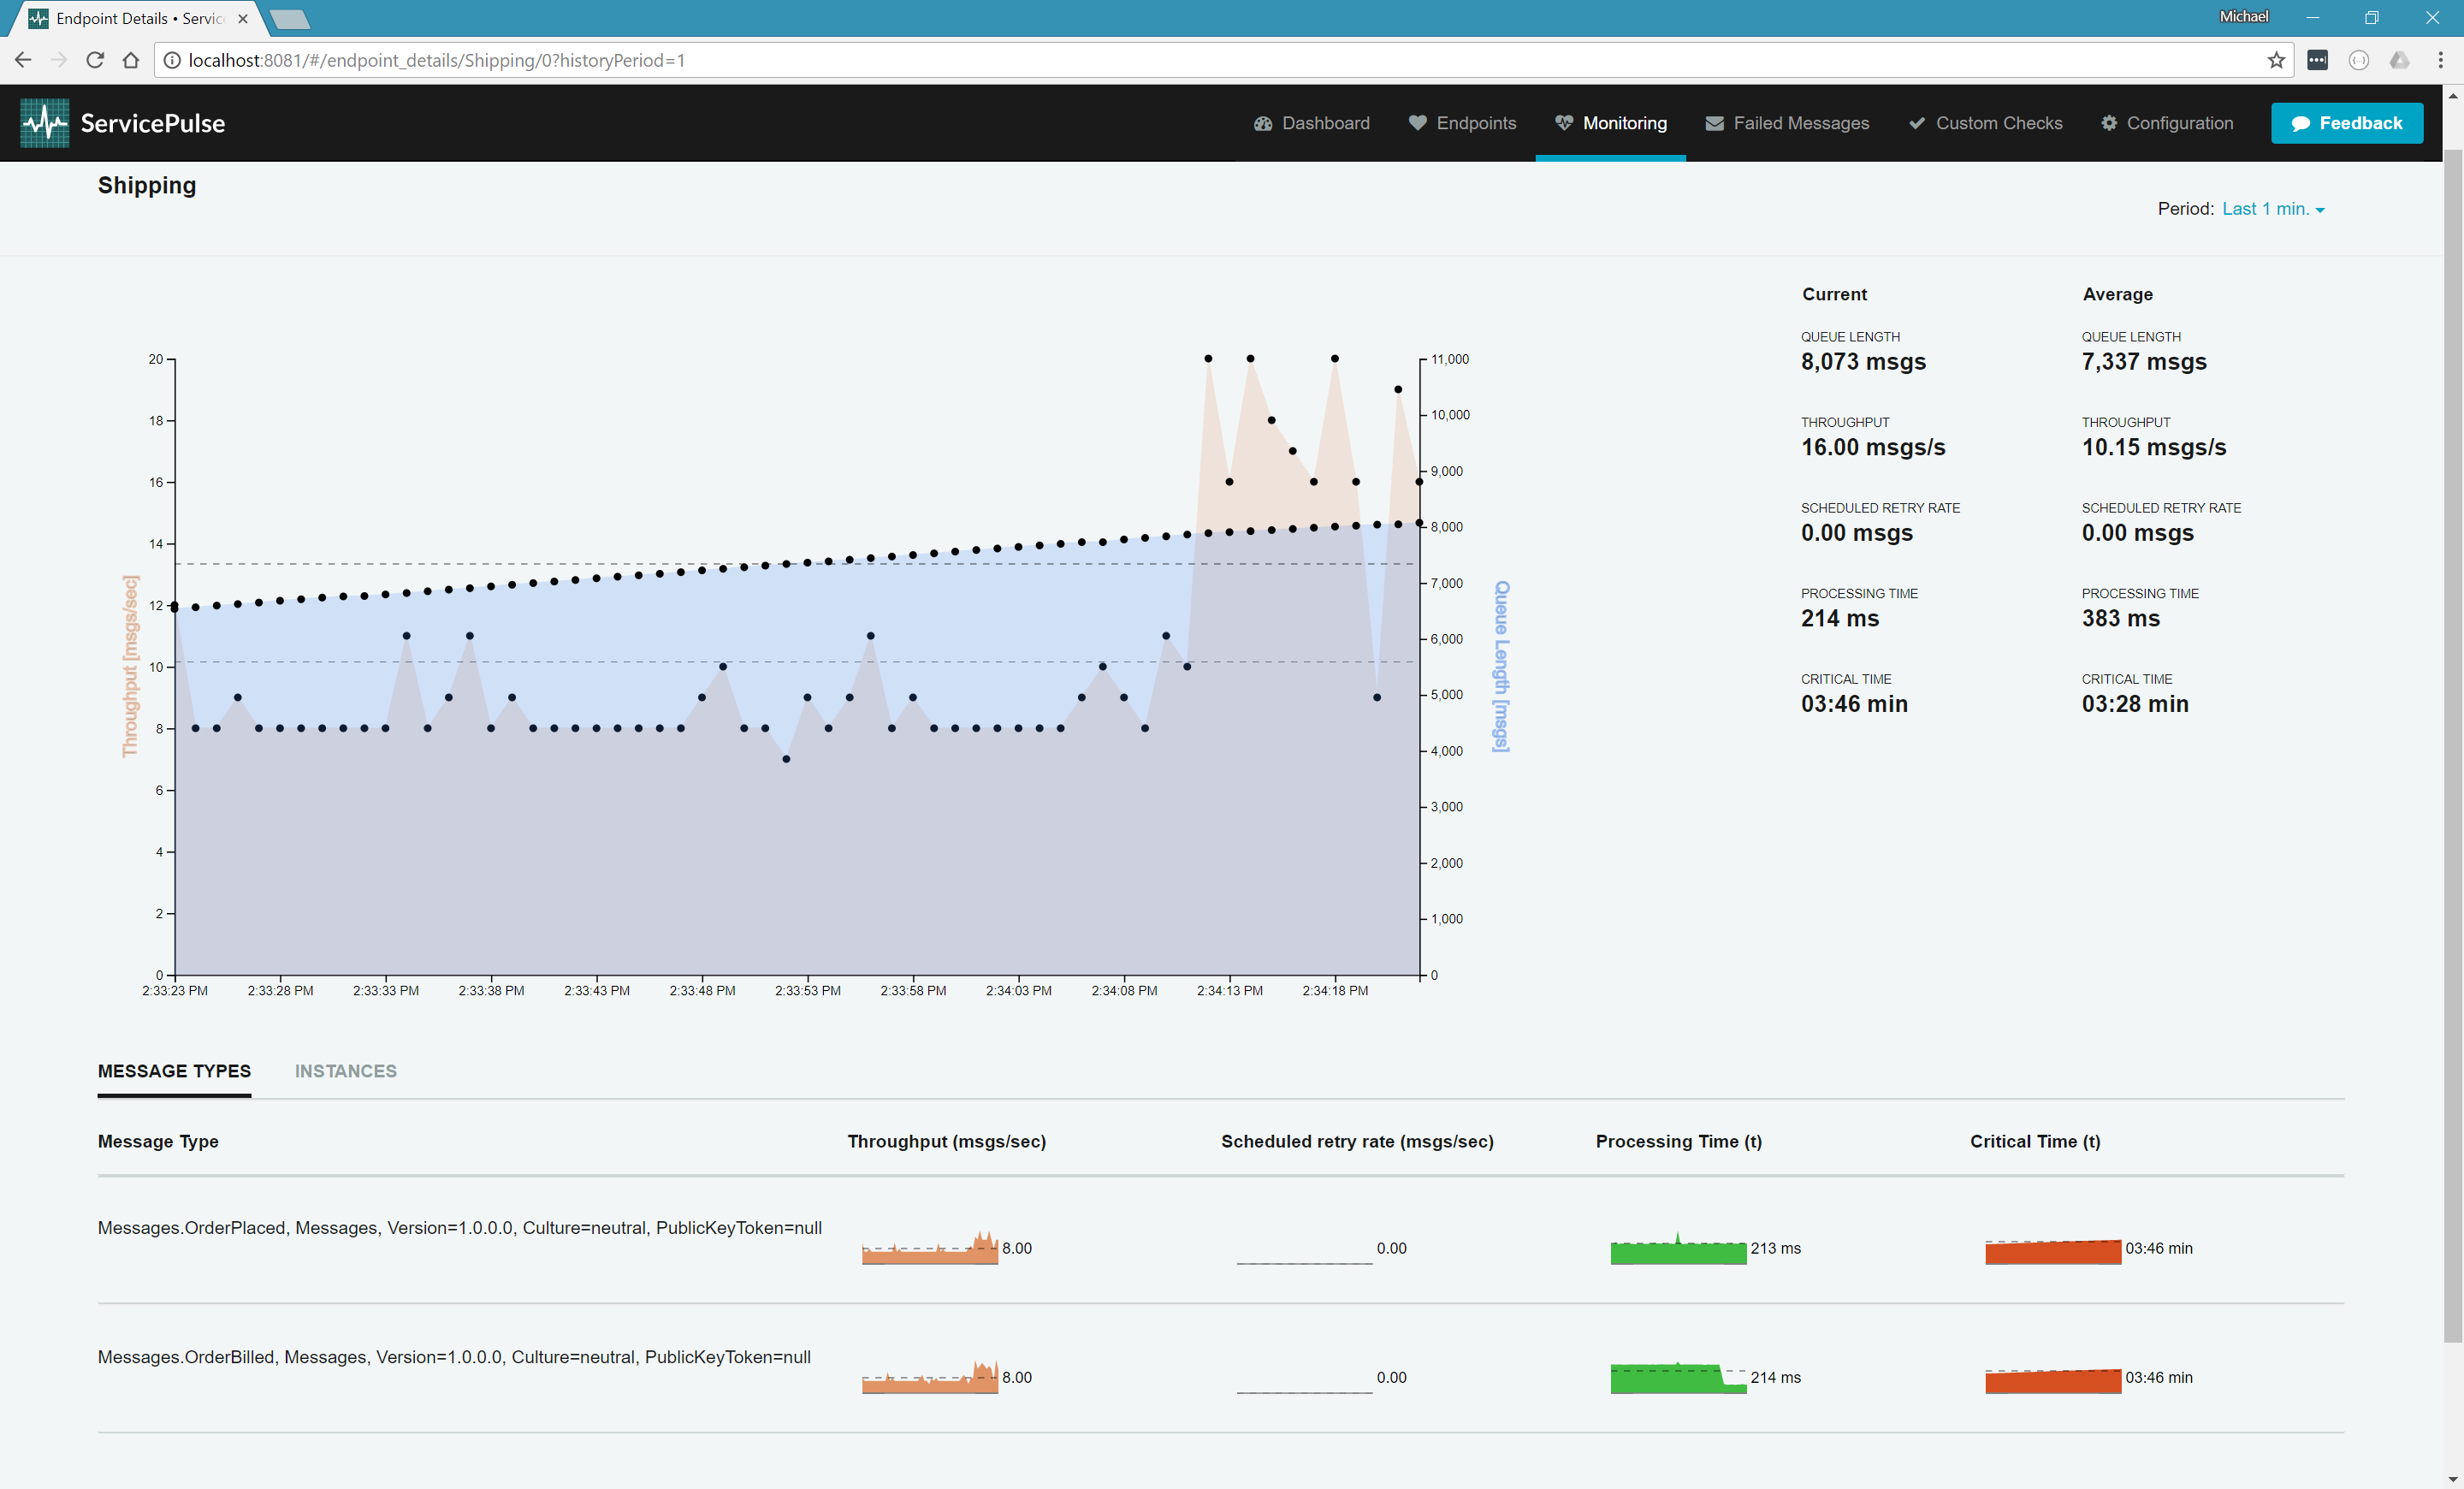 Endpoint Details • Servic
Michael
localhost:8081/#/endpoint_details/Shipping/0?historyPeriod=1
ServicePulse
Dashboard
Endpoints
Monitoring
Failed Messages
Custom Checks
Configuration
Feedback
Shipping
Period: Last 1 min.
Throughput [msgs/sec]
20
18
16
14
12
10
8
6
4
2
0
11,000
10,000
9,000
8,000
7,000
6,000
5,000
4,000
3,000
2,000
1,000
0
Queue Length [msgs]
2:33:23 PM 2:33:28 PM 2:33:33 PM 2:33:38 PM 2:33:43 PM 2:33:48 PM 2:33:53 PM 2:33:58 PM 2:34:03 PM 2:34:08 PM 2:34:13 PM 2:34:18 PM
Current Average
QUEUE LENGTH QUEUE LENGTH
8,073 msgs 7,337 msgs
THROUGHPUT THROUGHPUT
16.00 msgs/s 10.15 msgs/s
SCHEDULED RETRY RATE SCHEDULED RETRY RATE
0.00 msgs 0.00 msgs
PROCESSING TIME PROCESSING TIME
214 ms 383 ms
CRITICAL TIME CRITICAL TIME
03:46 min 03:28 min
MESSAGE TYPES INSTANCES
Message Type Throughput (msgs/sec) Scheduled retry rate (msgs/sec) Processing Time (t) Critical Time (t)
Messages.OrderPlaced, Messages, Version=1.0.0.0, Culture=neutral, PublicKeyToken=null
8.00 0.00 213 ms 03:46 min
Messages.OrderBilled, Messages, Version=1.0.0.0, Culture=neutral, PublicKeyToken=null
8.00 0.00 214 ms 03:46 min